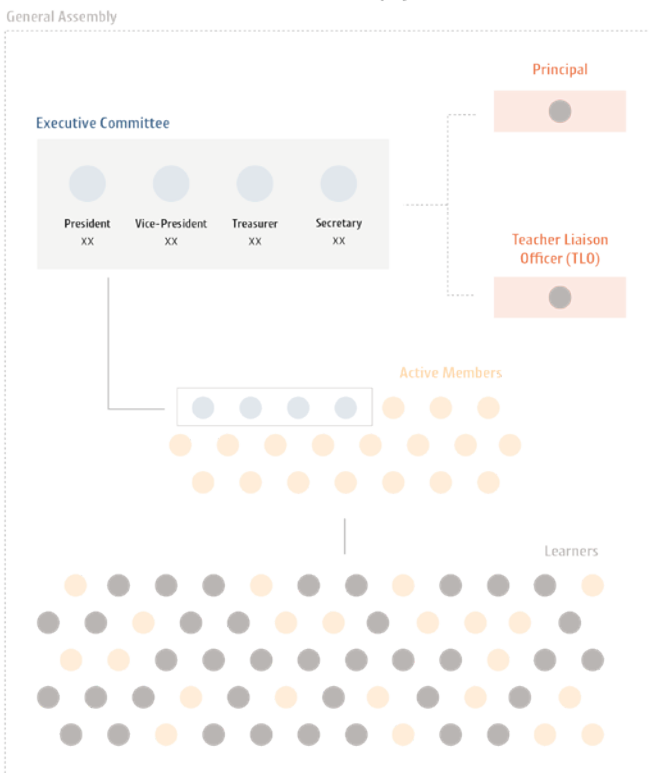 General Assembly
Principal
Executive Committee
President
Vice-President
Treasurer
Secretary
XX
XX
XX
XX
Teacher Liaison
Officer (TLO)
Active Members
Learners